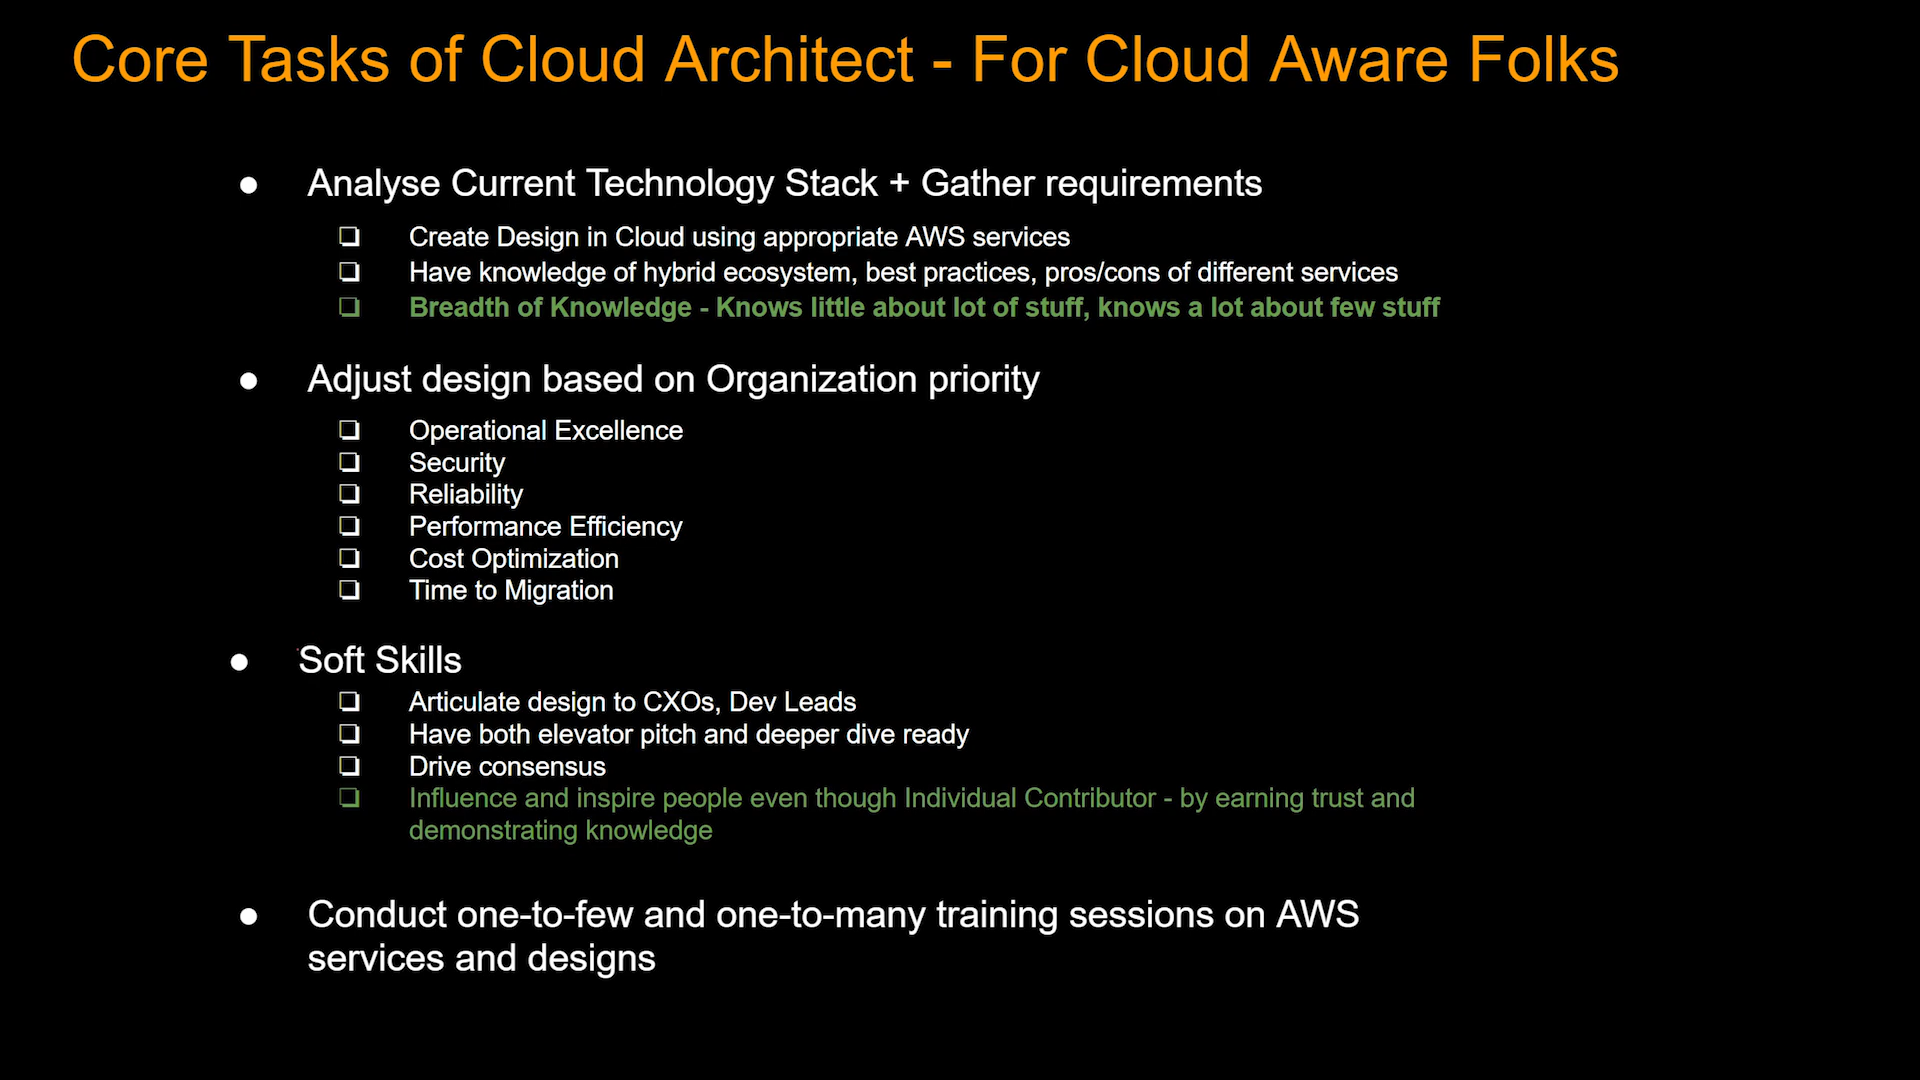 Core Tasks of Cloud Architect - For Cloud Aware Folks
Analyse Current Technology Stack + Gather requirements
Create Design in Cloud using appropriate AWS services
Have knowledge of hybrid ecosystem, best practices, pros/cons of different services
Breadth of Knowledge - Knows little about lot of stuff, knows a lot about few stuff
Adjust design based on Organization priority
Operational Excellence
Security
Reliability
Performance Efficiency
Cost Optimization
Time to Migration
Soft Skills
Articulate design to CXOs, Dev Leads
Have both elevator pitch and deeper dive ready
Drive consensus
Influence and inspire people even though Individual Contributor - by earning trust and
demonstrating knowledge
Conduct one-to-few and one-to-many training sessions on AWS
services and designs